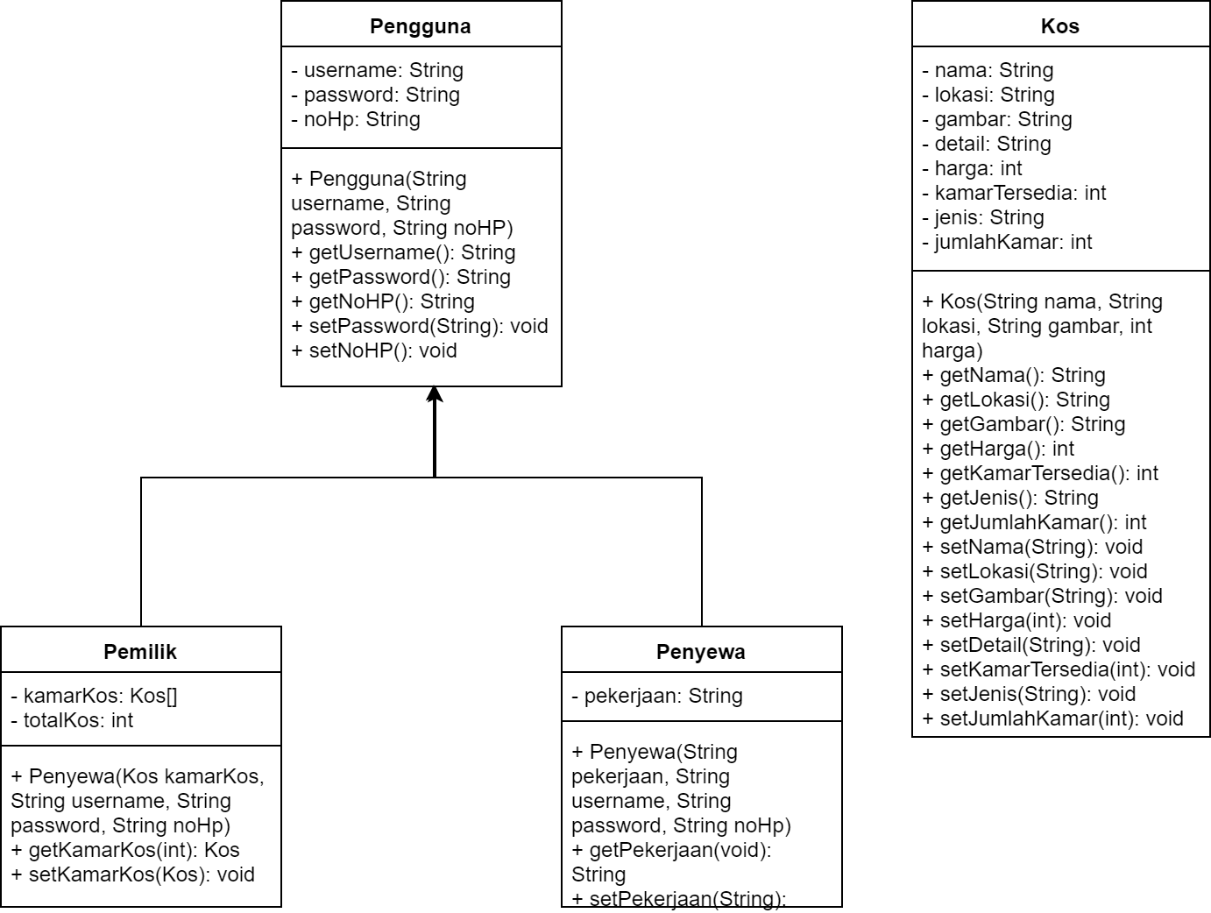 Pengguna
- username: String
- password: String
- noHp: String
+ Pengguna(String
username, String
password, String noHP)
+ getUsername(): String
+ getPassword(): String
+ getNoHP(): String
+ setPassword(String): void
+ setNoHP(): void
Kos
- nama: String
- lokasi: String
- gambar: String
- detail: String
- harga: int
- kamarTersedia: int
- jenis: String
- jumlahKamar: int
+ Kos(String nama, String
lokasi, String gambar, int
harga)
+ getNama(): String
+ getLokasi(): String
+ getGambar(): String
+ getHarga(): int
+ getKamarTersedia(): int
+ getJenis(): String
+ getJumlahKamar(): int
+ setNama(String): void
+ setLokasi(String): void
+ setGambar(String): void
+ setHarga(int): void
+ setDetail(String): void
+ setKamarTersedia(int): void
+ setJenis(String): void
+ setJumlahKamar(int): void
Pemilik
- kamarKos: Kos[]
- totalKos: int
+ Penyewa(Kos kamarKos,
String username, String
password, String noHp)
+ getKamarKos(int): Kos
+ setKamarKos(Kos): void
Penyewa
- pekerjaan: String
+ Penyewa(String
pekerjaan, String
username, String
password, String noHp)
+ getPekerjaan(void):
String
+ setPekerjaan(String):